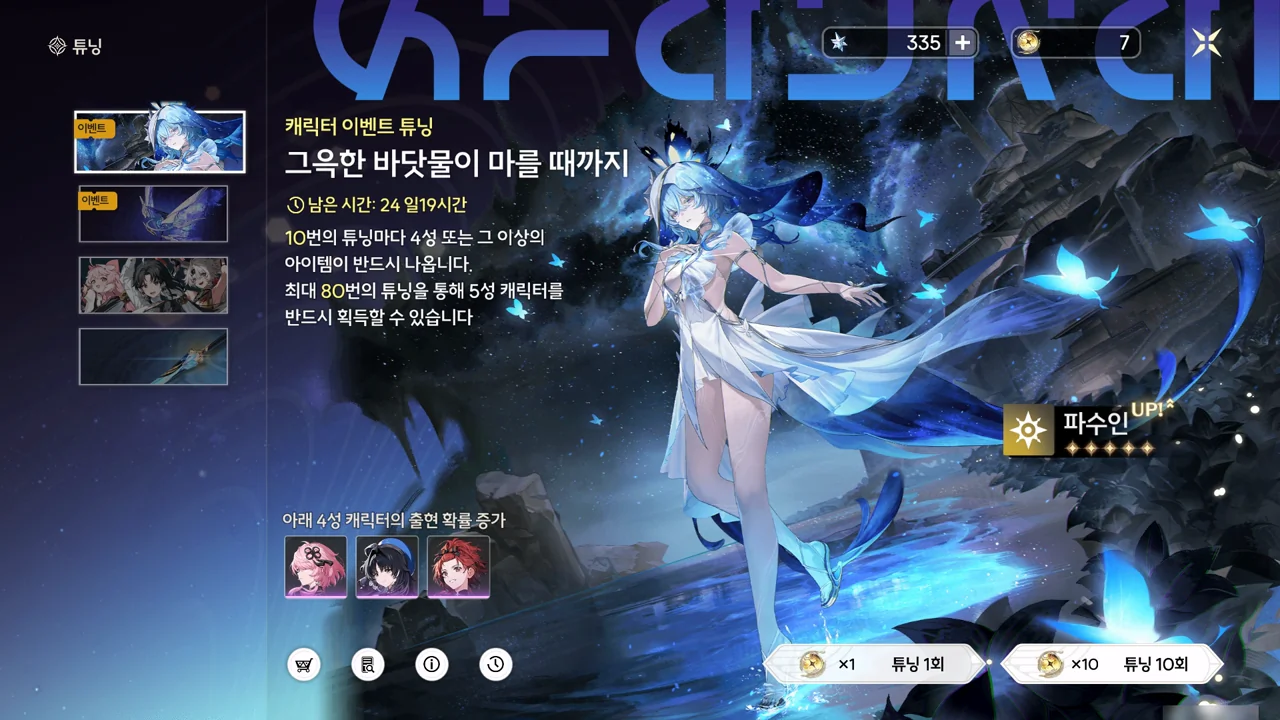 튜닝
335
7
이벤트
이벤트
캐릭터 이벤트 튜닝
그윽한 바닷물이 마를 때까지
남은 시간: 24 일19시간
10번의 튜닝마다 4성 또는 그 이상의
아이템이 반드시 나옵니다.
최대 80번의 튜닝을 통해 5성 캐릭터를
반드시 획득할 수 있습니다
파수인 UP!
아래 4성 캐릭터의 출현 확률 증가
×1 튜닝 1회
×10 튜닝 10회